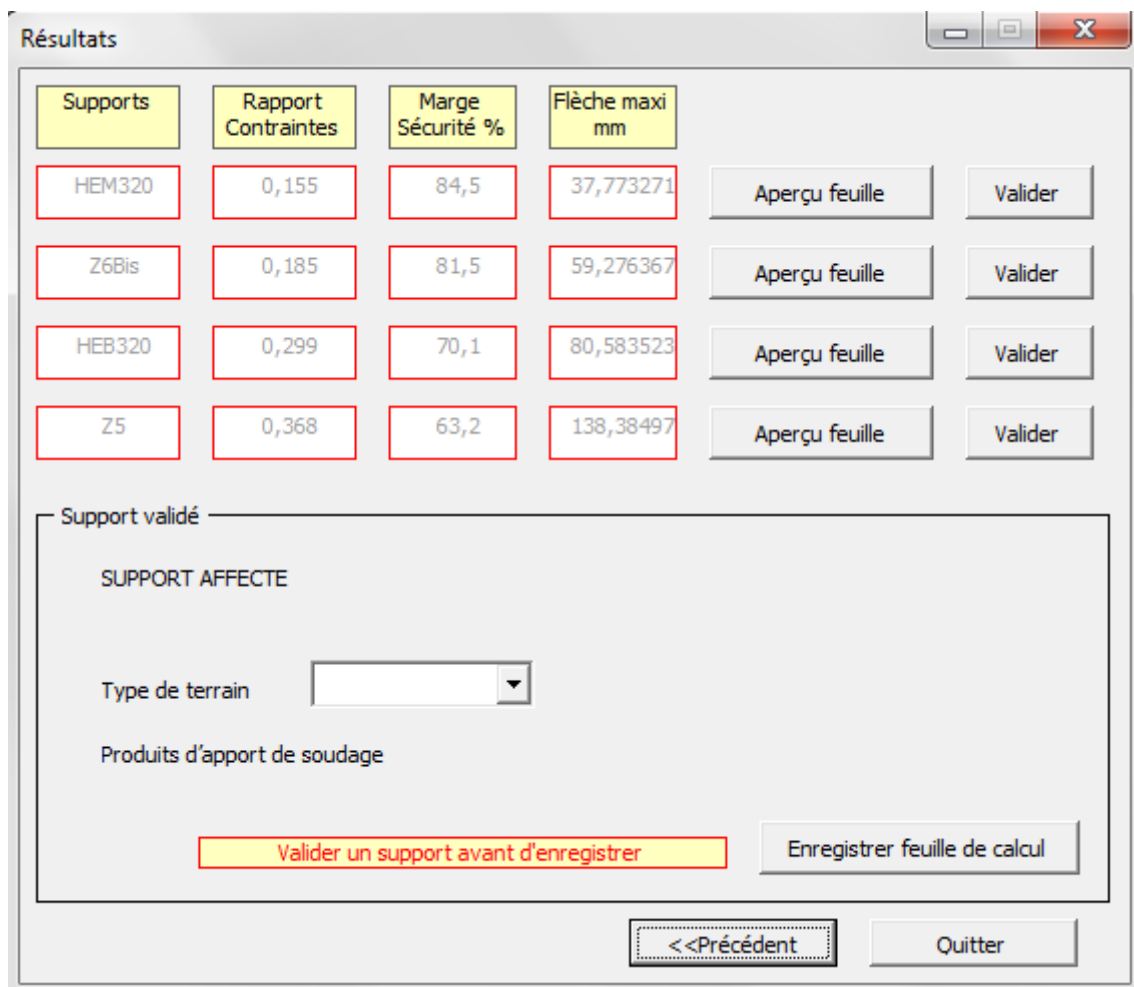 Résultats
Supports
Rapport
Contraintes
Marge
Sécurité %
Flèche maxi
mm
HEM320 0,155 84,5 37,773271 Aperçu feuille Valider
Z6Bis 0,185 81,5 59,276367 Aperçu feuille Valider
HEB320 0,299 70,1 80,583523 Aperçu feuille Valider
Z5 0,368 63,2 138,38497 Aperçu feuille Valider
Support validé
SUPPORT AFFECTE
Type de terrain
Produits d’apport de soudage
Valider un support avant d'enregistrer
Enregistrer feuille de calcul
<<Précédent
Quitter